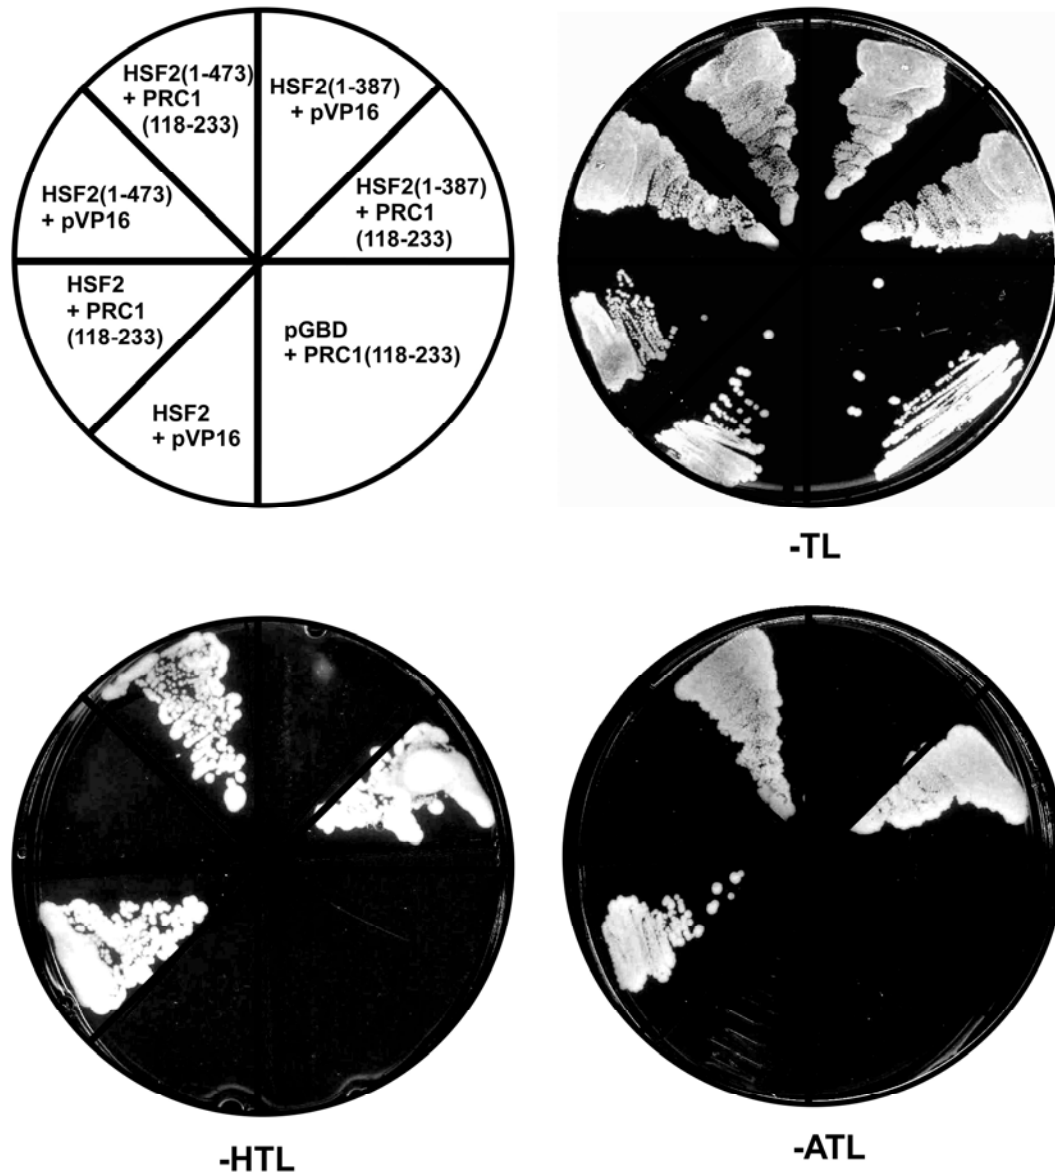 HSF2(1-473)
+ PRC1
(118-233)
HSF2(1-387)
+ pVP16
HSF2(1-473)
+ pVP16
HSF2(1-387)
+ PRC1
(118-233)
HSF2
+ PRC1
(118-233)
pGBD
+ PRC1(118-233)
HSF2
+ pVP16
-TL
-HTL
-ATL